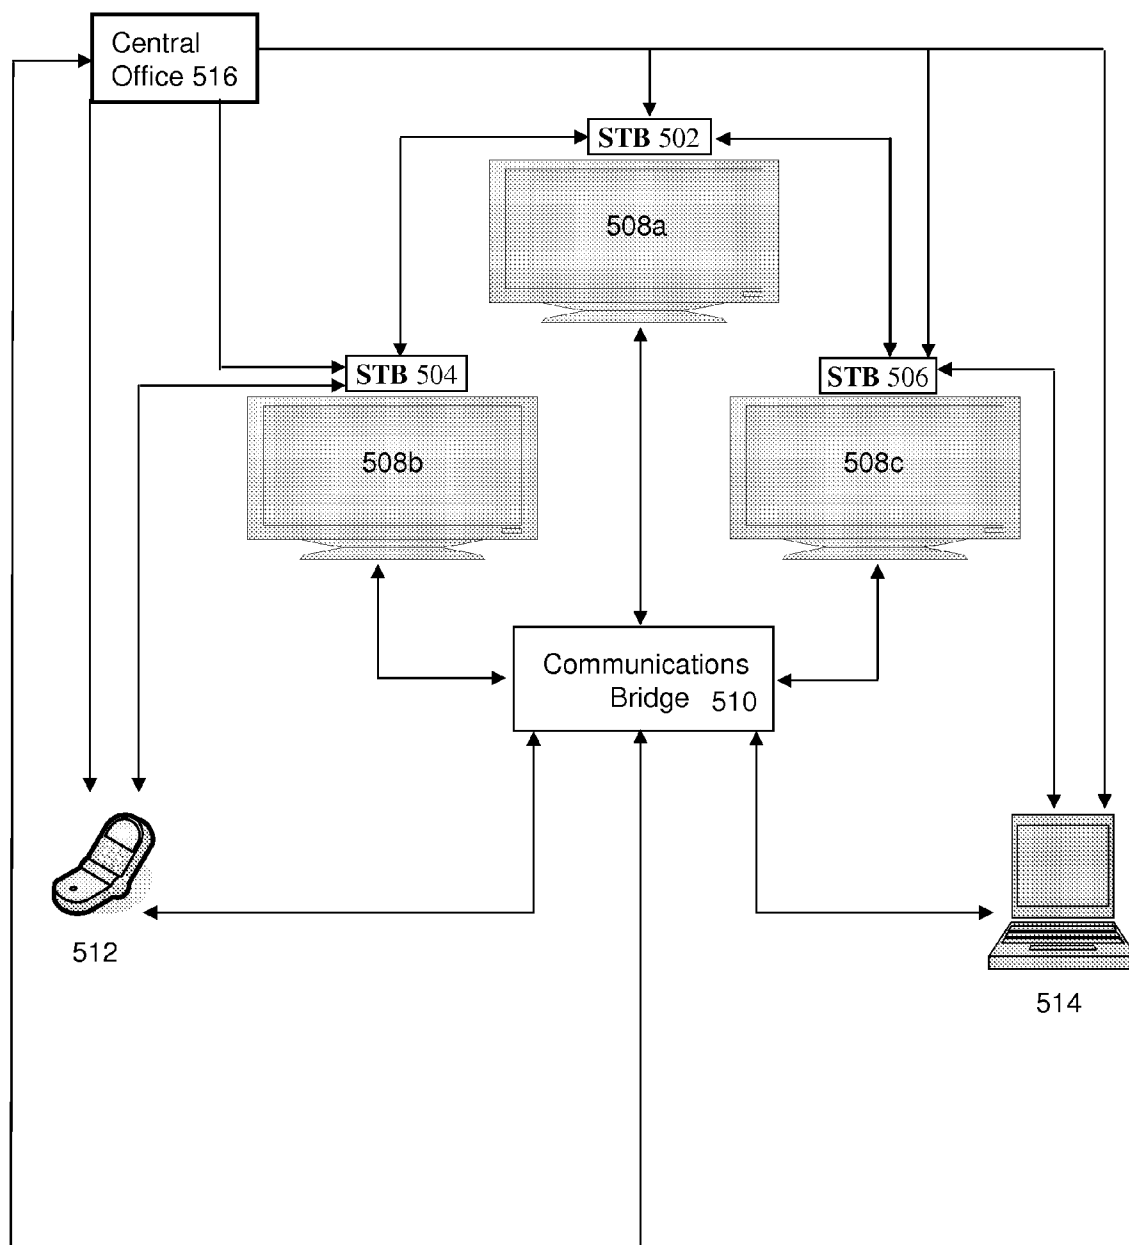 Central
Office 516
STB 502
508a
STB 504
STB 506
508b
508c
Communications
Bridge 510
512
514